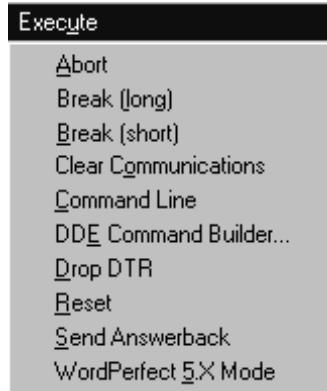 Execute
Abort
Break (long)
Break (short)
Clear Communications
Command Line
DDE Command Builder...
Drop DTR
Reset
Send Answerback
WordPerfect 5.X Mode